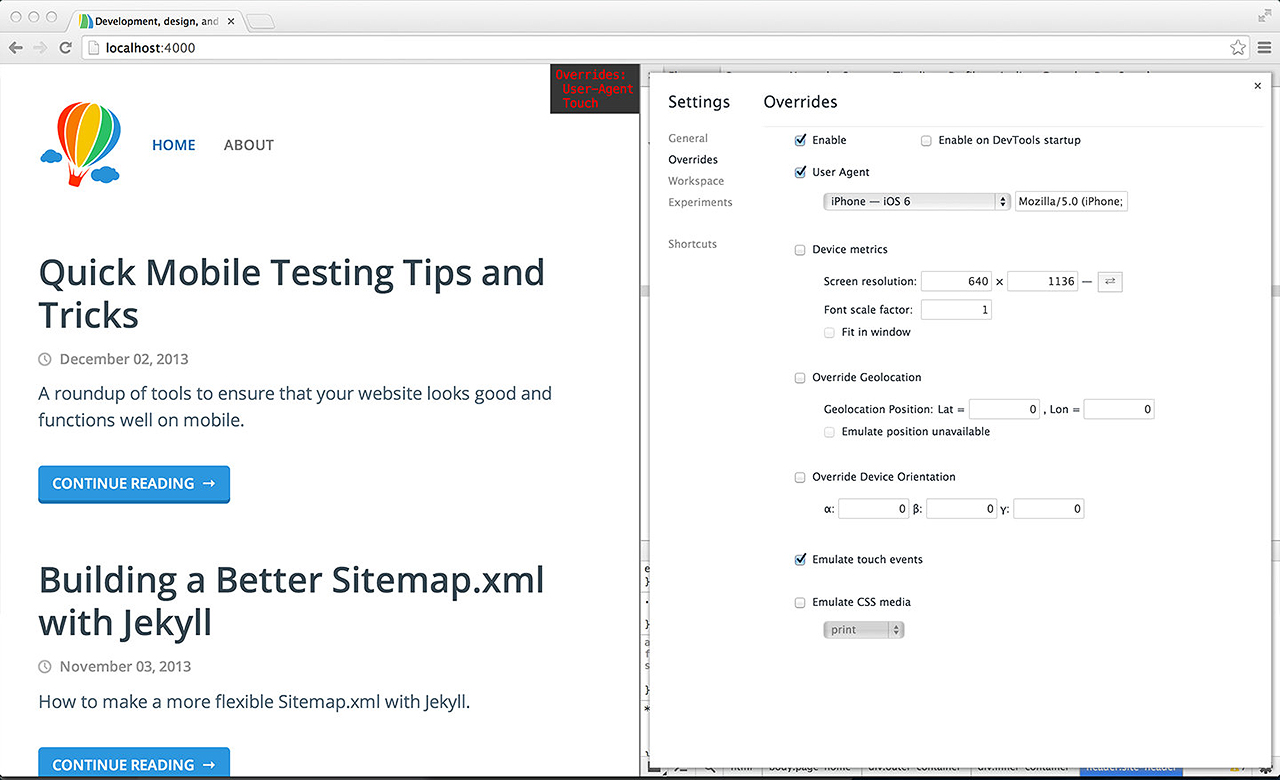 Development, design, and
localhost:4000
Overrides:
User-Agent
Touch
HOME
ABOUT
Quick Mobile Testing Tips and
Tricks
December 02, 2013
A roundup of tools to ensure that your website looks good and
functions well on mobile.
CONTINUE READING →
Building a Better Sitemap.xml
with Jekyll
November 03, 2013
How to make a more flexible Sitemap.xml with Jekyll.
CONTINUE READING →
Settings
General
Overrides
Workspace
Experiments
Shortcuts
Overrides
Enable
Enable on DevTools startup
User Agent
iPhone — iOS 6
Mozilla/5.0 (iPhone;
Device metrics
Screen resolution: 640 × 1136 —
Font scale factor: 1
Fit in window
Override Geolocation
Geolocation Position: Lat = 0 , Lon = 0
Emulate position unavailable
Override Device Orientation
α: 0 β: 0 γ: 0
Emulate touch events
Emulate CSS media
print